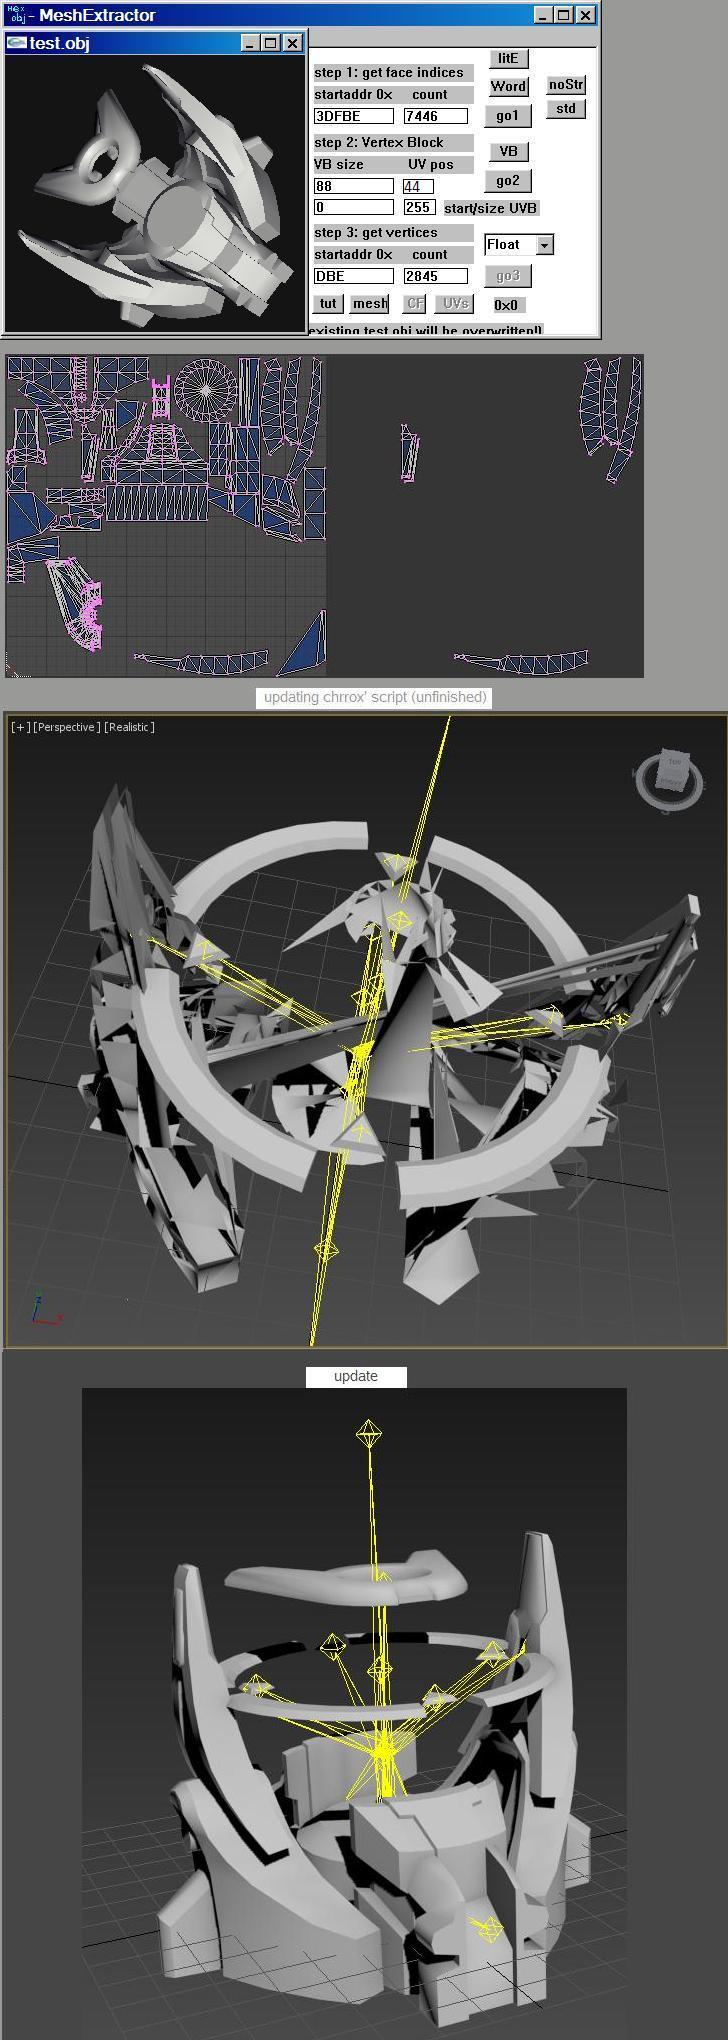 Hex
obj - MeshExtractor
test.obj
litE
step 1: get face indices
Word
noStr
startaddr 0x count
std
3DFBE
7446
go1
step 2: Vertex Block
VB
VB size UV pos
go2
88
44
0
255
start/size UVB
step 3: get vertices
Float
startaddr 0x count
DBE
2845
go3
tut
mesh
CF
UVs
0x0
existing test.obj will be overwritten!)
updating chrrox' script (unfinished)
[+] [Perspective] [Realistic]
TOP
z
x
update